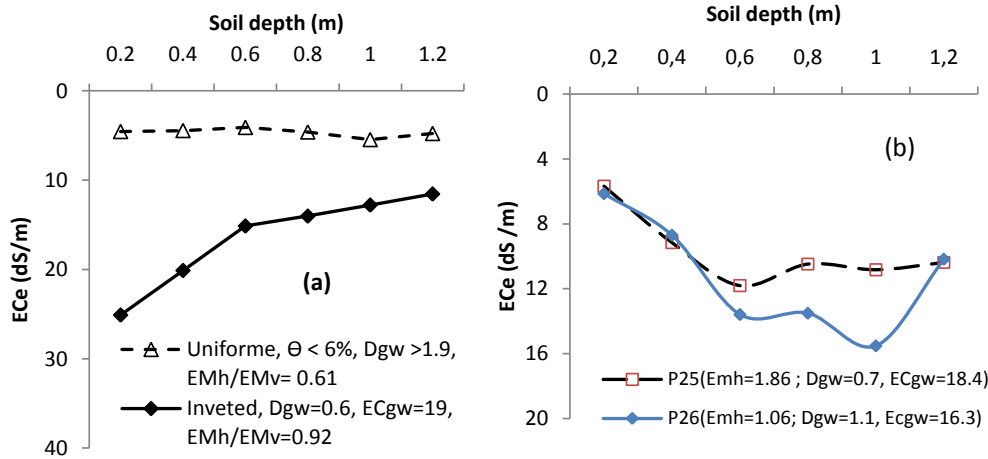 Soil depth (m)
0.2 0.4 0.6 0.8 1 1.2
0
10
20
30
40
ECe (dS/m)
(a)
Uniforme, Ө < 6%, Dgw >1.9,
EMh/EMv= 0.61
Inveted, Dgw=0.6, ECgw=19,
EMh/EMv=0.92
Soil depth (m)
0,2 0,4 0,6 0,8 1 1,2
0
4
8
12
16
20
ECe (dS /m)
(b)
P25(Emh=1.86 ; Dgw=0.7, ECgw=18.4)
P26(Emh=1.06; Dgw=1.1, Ecgw=16.3)